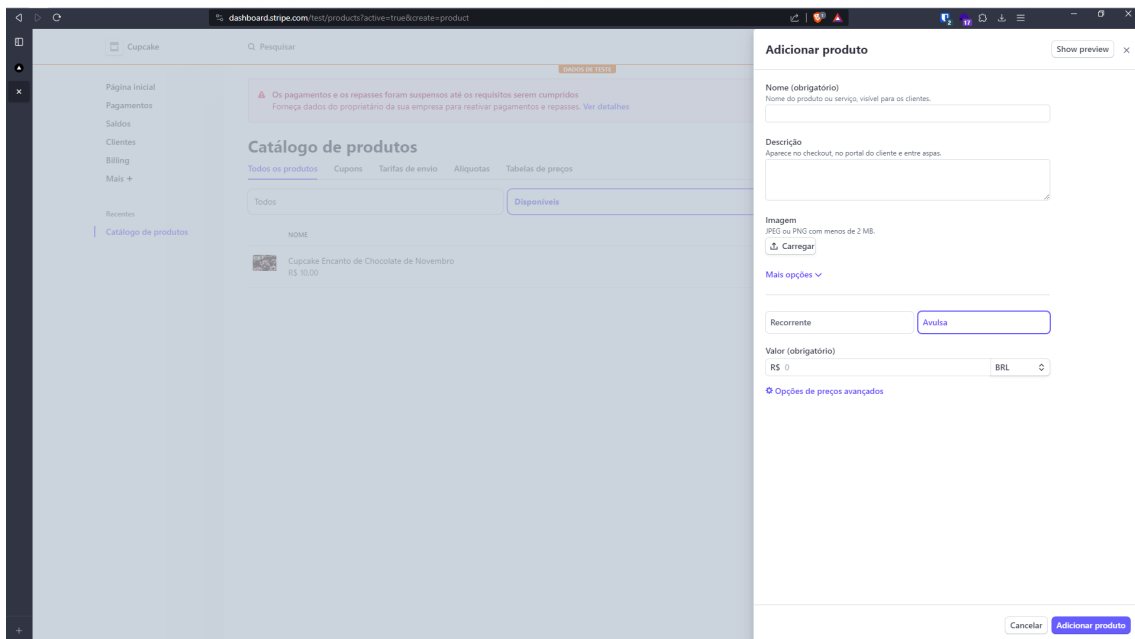 dashboard.stripe.com/test/products?active=true&create=product
2
17
Cupcake
Pesquisar
DADOS DE TESTE
Página inicial
Pagamentos
Saldos
Clientes
Billing
Mais +
Recentes
Catálogo de produtos
Os pagamentos e os repasses foram suspensos até os requisitos serem cumpridos
Forneça dados do proprietário da sua empresa para reativar pagamentos e repasses. Ver detalhes
Catálogo de produtos
Todos os produtos Cupons Tarifas de envio Alíquotas Tabelas de preços
Todos
Disponíveis
NOME
Cupcake Encanto de Chocolate de Novembro
R$ 10,00
Adicionar produto
Show preview
Nome (obrigatório)
Nome do produto ou serviço, visível para os clientes.
Descrição
Aparece no checkout, no portal do cliente e entre aspas.
Imagem
JPEG ou PNG com menos de 2 MB.
Carregar
Mais opções
Recorrente
Avulsa
Valor (obrigatório)
R$ 0
BRL
Opções de preços avançados
Cancelar
Adicionar produto